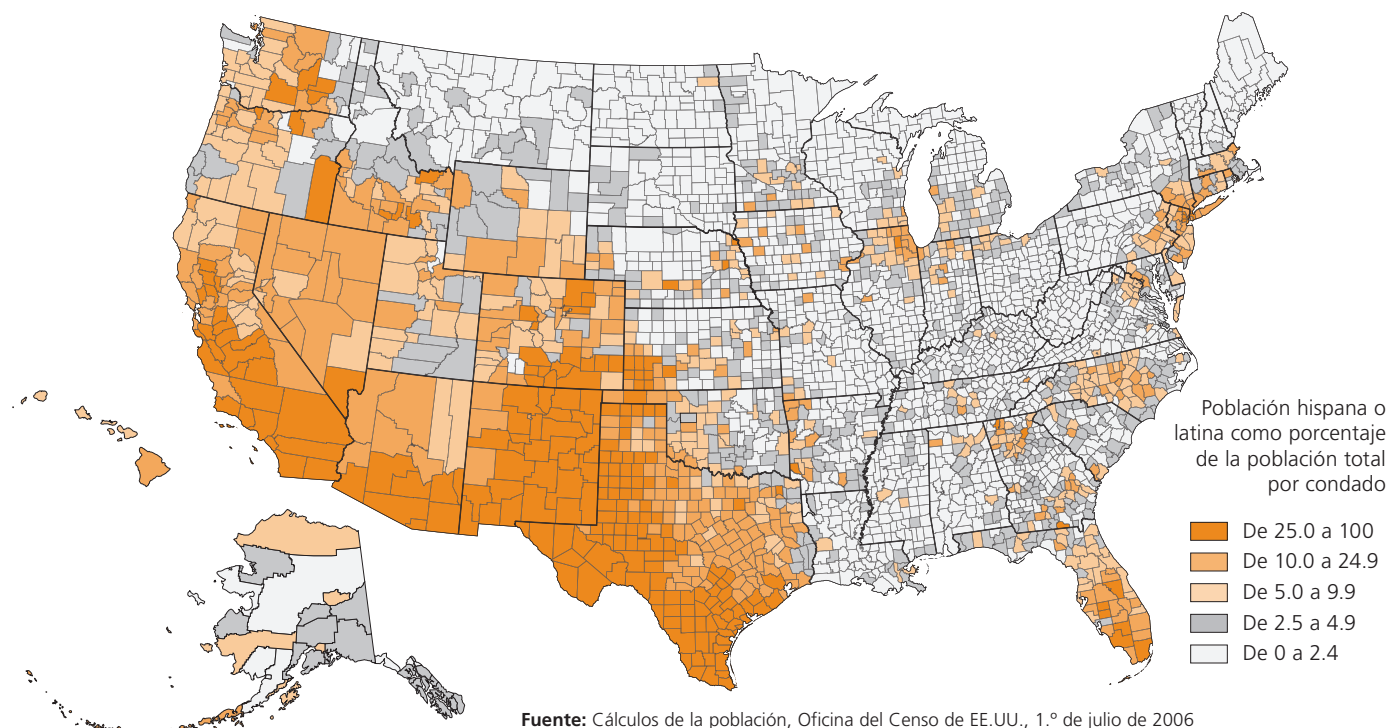 Población hispana o
latina como porcentaje
de la población total
por condado
De 25.0 a 100
De 10.0 a 24.9
De 5.0 a 9.9
De 2.5 a 4.9
De 0 a 2.4
Fuente: Cálculos de la población, Oficina del Censo de EE.UU., 1.º de julio de 2006